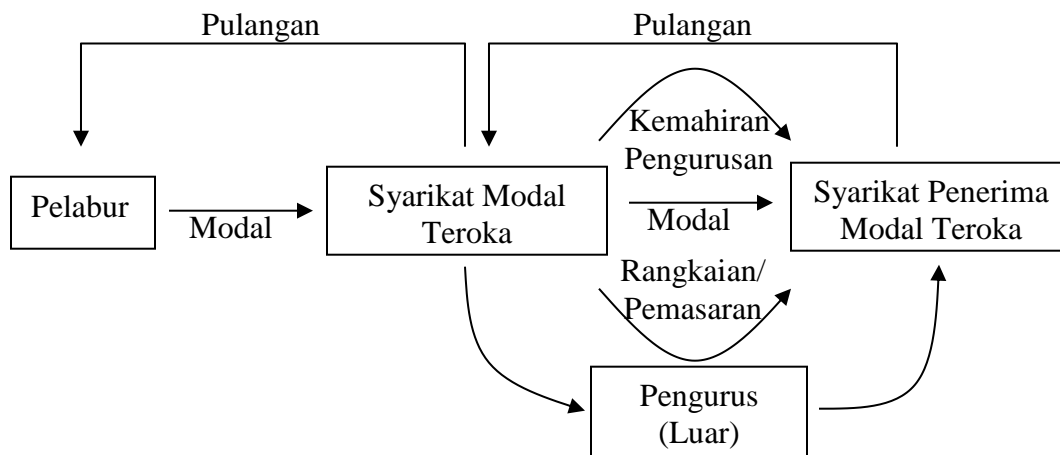 Pulangan
Pulangan
Kemahiran
Pengurusan
Pelabur
Modal
Syarikat Modal
Teroka
Modal
Syarikat Penerima
Modal Teroka
Rangkaian/
Pemasaran
Pengurus
(Luar)